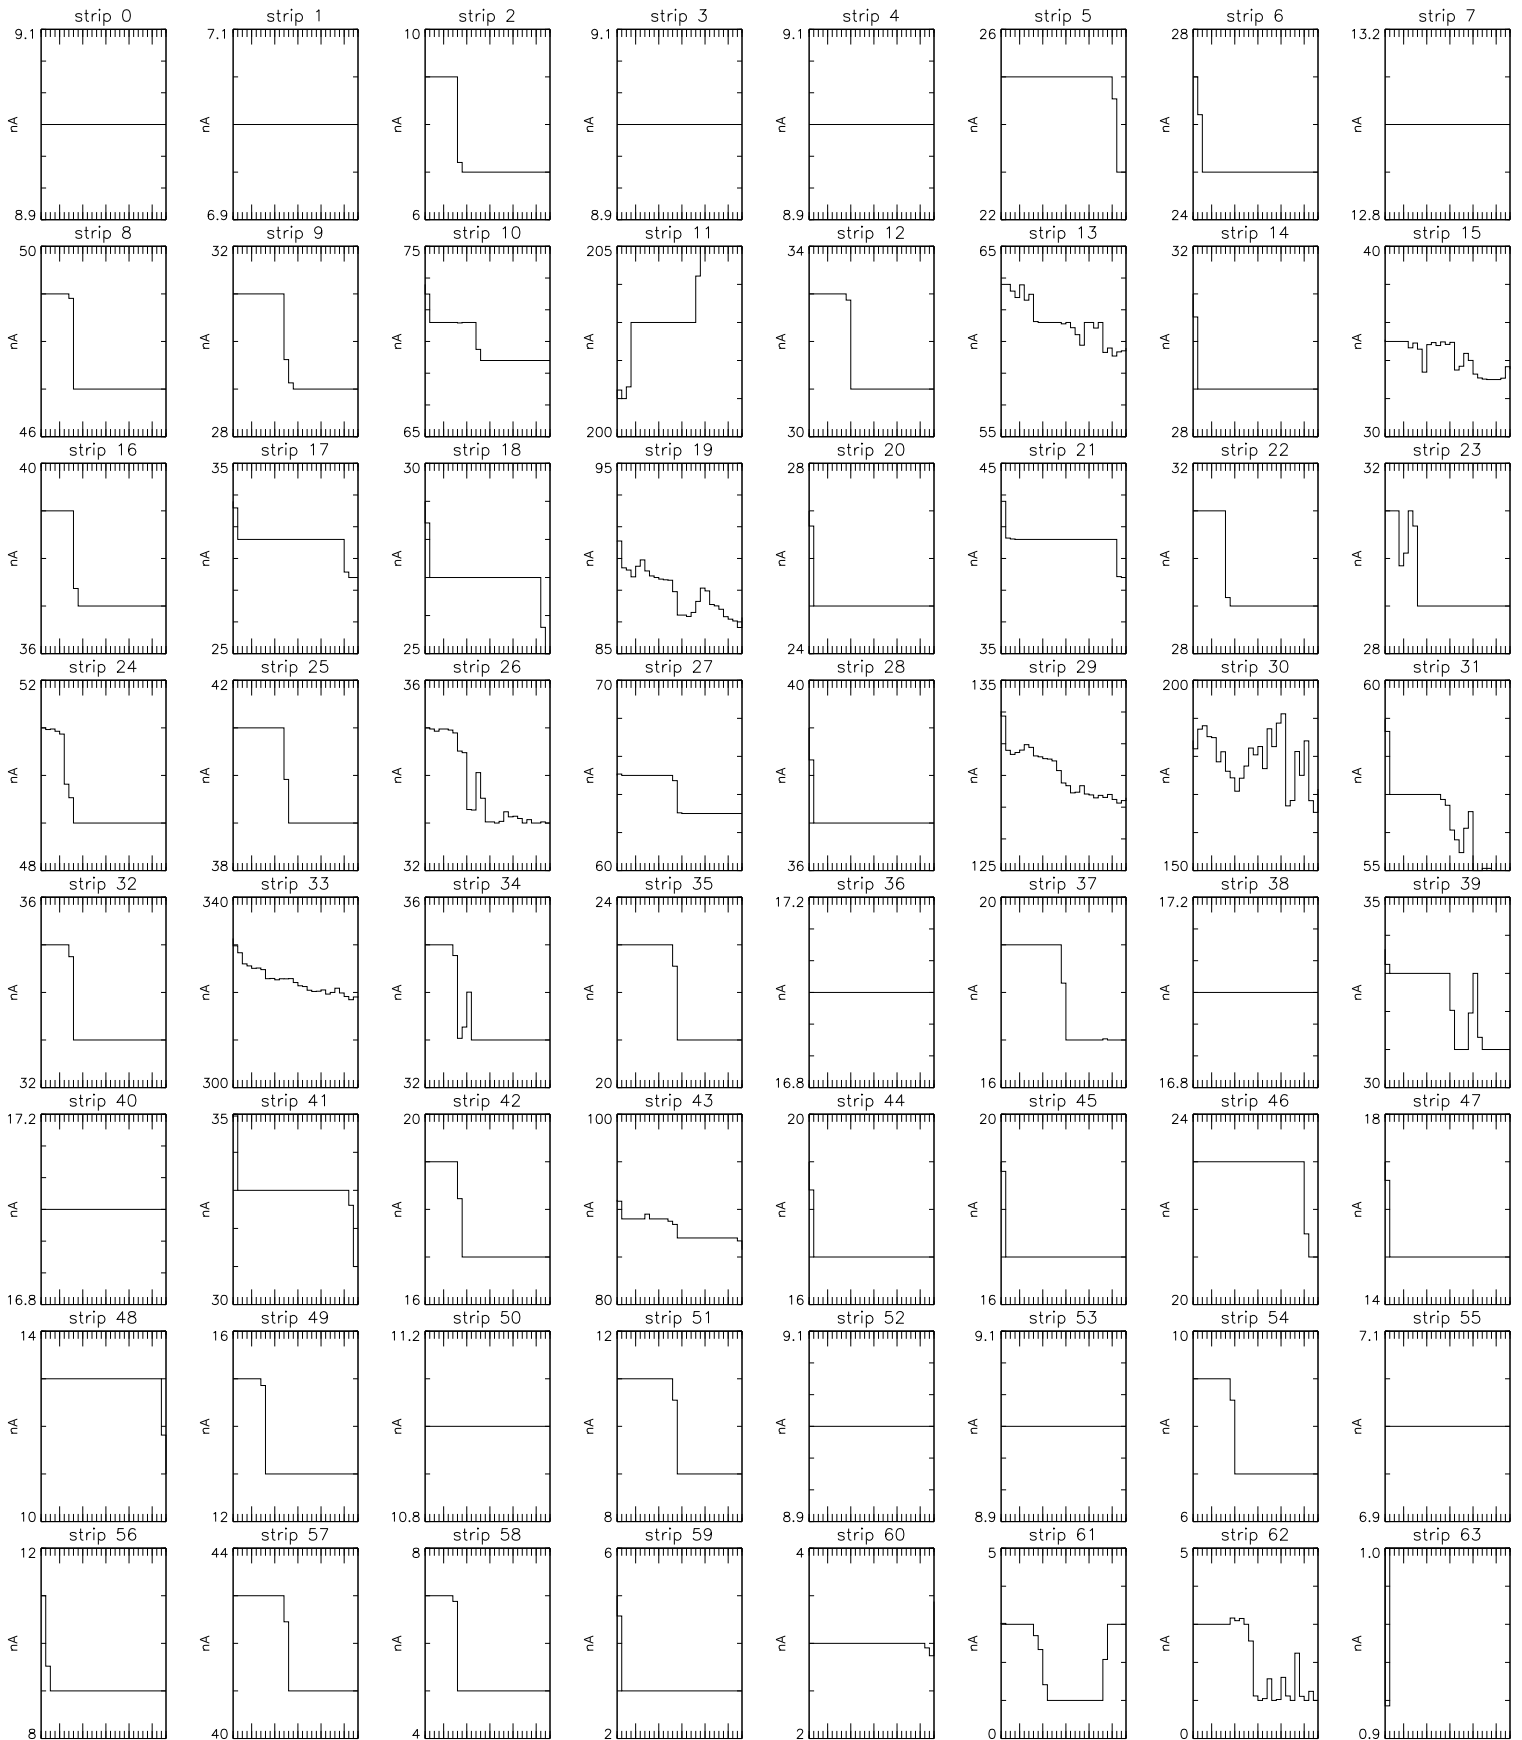 strip 0 strip 1 strip 2 strip 3 strip 4 strip 5 strip 6 strip 7
9.1 7.1 10 9.1 9.1 26 28 13.2
nA nA nA nA nA nA nA nA
8.9 6.9 6 8.9 8.9 22 24 12.8
strip 8 strip 9 strip 10 strip 11 strip 12 strip 13 strip 14 strip 15
50 32 75 205 34 65 32 40
nA nA nA nA nA nA nA nA
46 28 65 200 30 55 28 30
strip 16 strip 17 strip 18 strip 19 strip 20 strip 21 strip 22 strip 23
40 35 30 95 28 45 32 32
nA nA nA nA nA nA nA nA
36 25 25 85 24 35 28 28
strip 24 strip 25 strip 26 strip 27 strip 28 strip 29 strip 30 strip 31
52 42 36 70 40 135 200 60
nA nA nA nA nA nA nA nA
48 38 32 60 36 125 150 55
strip 32 strip 33 strip 34 strip 35 strip 36 strip 37 strip 38 strip 39
36 340 36 24 17.2 20 17.2 35
nA nA nA nA nA nA nA nA
32 300 32 20 16.8 16 16.8 30
strip 40 strip 41 strip 42 strip 43 strip 44 strip 45 strip 46 strip 47
17.2 35 20 100 20 20 24 18
nA nA nA nA nA nA nA nA
16.8 30 16 80 16 16 20 14
strip 48 strip 49 strip 50 strip 51 strip 52 strip 53 strip 54 strip 55
14 16 11.2 12 9.1 9.1 10 7.1
nA nA nA nA nA nA nA nA
10 12 10.8 8 8.9 8.9 6 6.9
strip 56 strip 57 strip 58 strip 59 strip 60 strip 61 strip 62 strip 63
12 44 8 6 4 5 5 1.0
nA nA nA nA nA nA nA nA
8 40 4 2 2 0 0 0.9